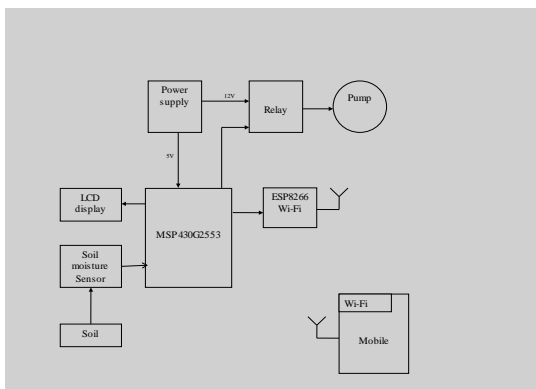 Power
supply
12V
Relay
Pump
5V
LCD
display
MSP430G2553
ESP8266
Wi-Fi
Soil
moisture
Sensor
Soil
Wi-Fi
Mobile